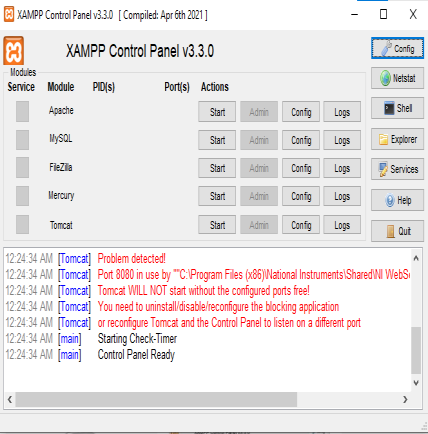 XAMPP Control Panel v3.3.0 [ Compiled: Apr 6th 2021 ]
XAMPP Control Panel v3.3.0
Config
Modules
Service Module PID(s) Port(s) Actions
Netstat
Apache Start Admin Config Logs
Shell
MySQL Start Admin Config Logs
Explorer
FileZilla Start Admin Config Logs
Services
Mercury Start Admin Config Logs
Help
Tomcat Start Admin Config Logs
Quit
12:24:34 AM [Tomcat] Problem detected!
12:24:34 AM [Tomcat] Port 8080 in use by ""C:\Program Files (x86)\National Instruments\Shared\NI WebSe
12:24:34 AM [Tomcat] Tomcat WILL NOT start without the configured ports free!
12:24:34 AM [Tomcat] You need to uninstall/disable/reconfigure the blocking application
12:24:34 AM [Tomcat] or reconfigure Tomcat and the Control Panel to listen on a different port
12:24:34 AM [main] Starting Check-Timer
12:24:34 AM [main] Control Panel Ready